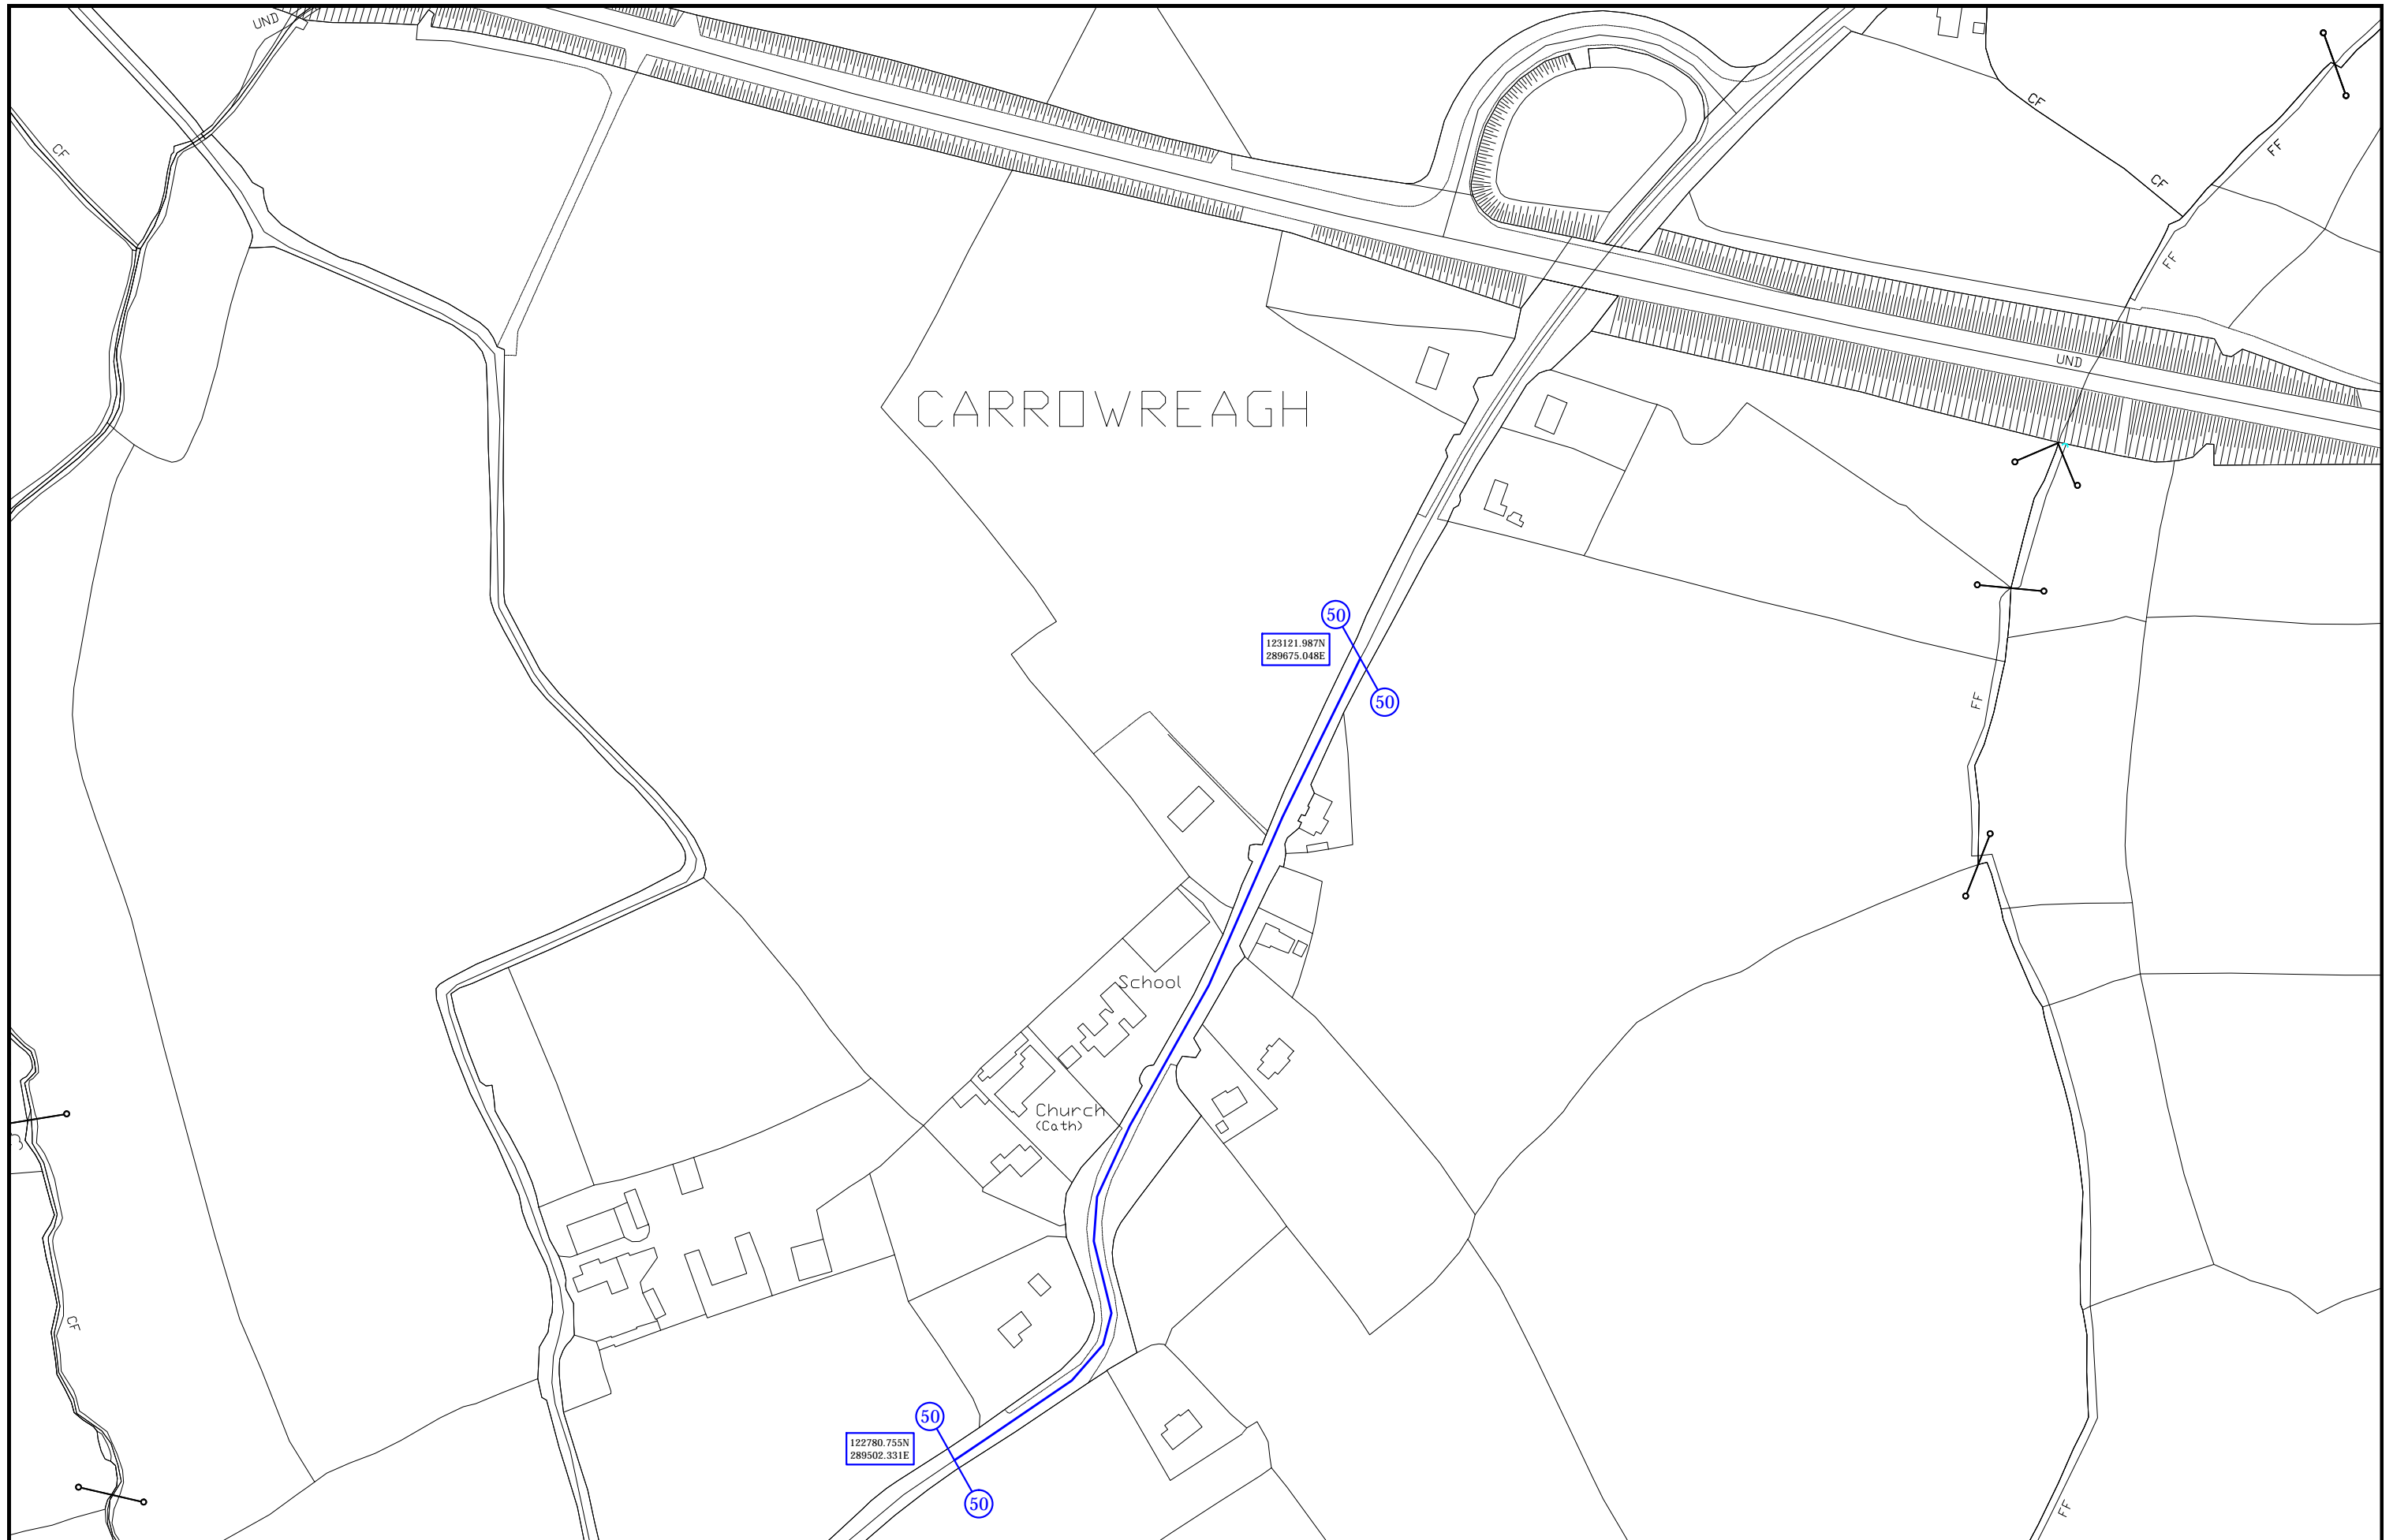 UND
CF
CF
FF
CF
FF
UND
CARROWREAGH
50
123121.987N
289675.048E
50
FF
School
Church
(Cath)
CF
50
122780.755N
289502.331E
50
FF